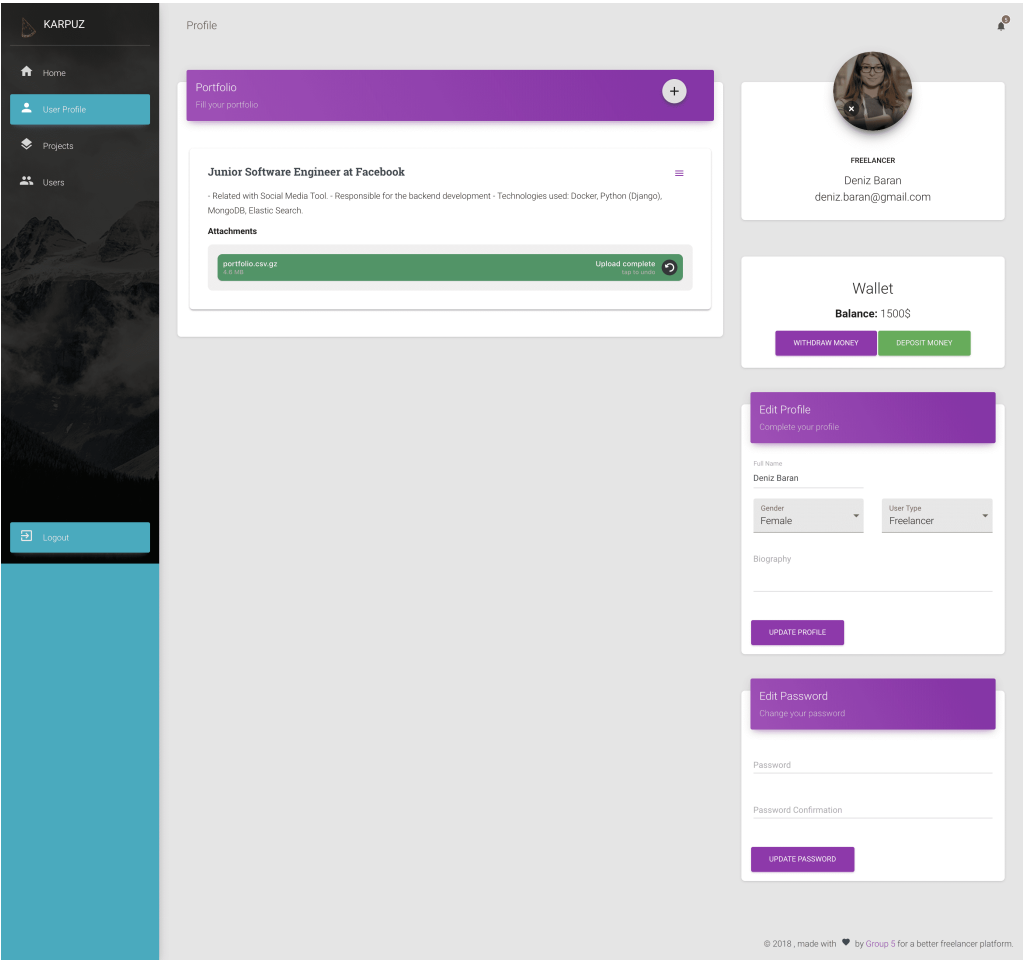 KARPUZ
Home
User Profile
Projects
Users
Logout
Profile
5
Portfolio
Fill your portfolio
Junior Software Engineer at Facebook
- Related with Social Media Tool. - Responsible for the backend development - Technologies used: Docker, Python (Django),
MongoDB, Elastic Search.
Attachments
portfolio.csv.gz
4.6 MB
Upload complete
tap to undo
FREELANCER
Deniz Baran
deniz.baran@gmail.com
Wallet
Balance: 1500$
WITHDRAW MONEY
DEPOSIT MONEY
Edit Profile
Complete your profile
Full Name
Deniz Baran
Gender
Female
User Type
Freelancer
Biography
UPDATE PROFILE
Edit Password
Change your password
Password
Password Confirmation
UPDATE PASSWORD
© 2018 , made with by Group 5 for a better freelancer platform.